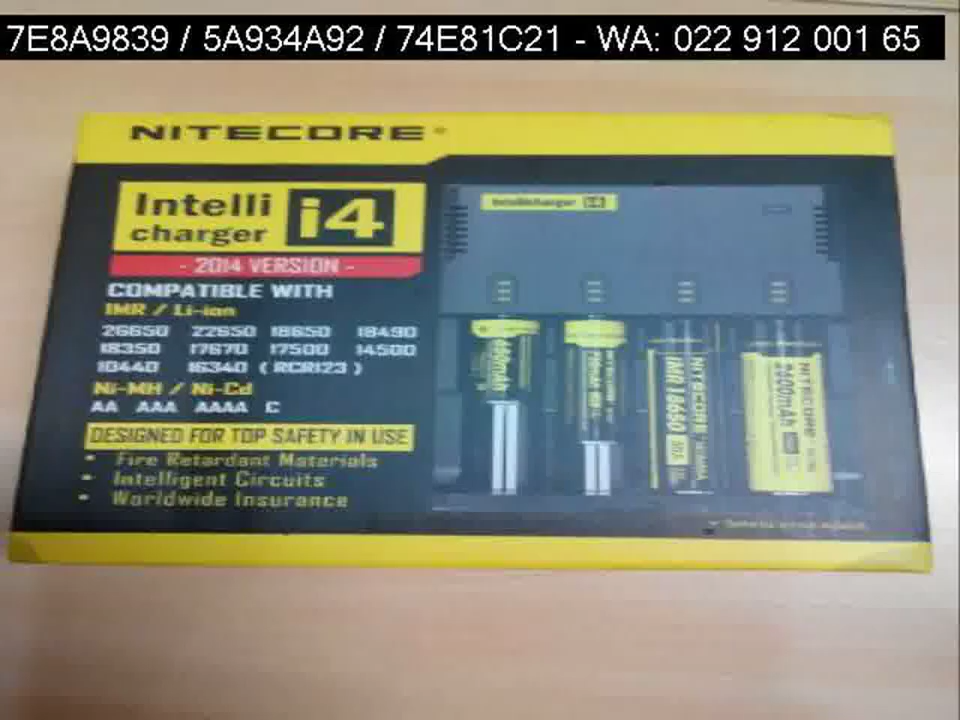 7E8A9839 / 5A934A92 / 74E81C21 - WA: 022 912 001 65
NITECORE
Intelli charger i4
Intellicharger i4
- 2014 VERSION -
COMPATIBLE WITH
IMR / Li-ion
26650 22650 18650 18490
18350 17670 17500 14500
10440 16340 ( RCR123 )
Ni-MH / Ni-Cd
AA AAA AAAA C
DESIGNED FOR TOP SAFETY IN USE
• Fire Retardant Materials
• Intelligent Circuits
• Worldwide Insurance
NITECORE
IMR18650
NITECORE